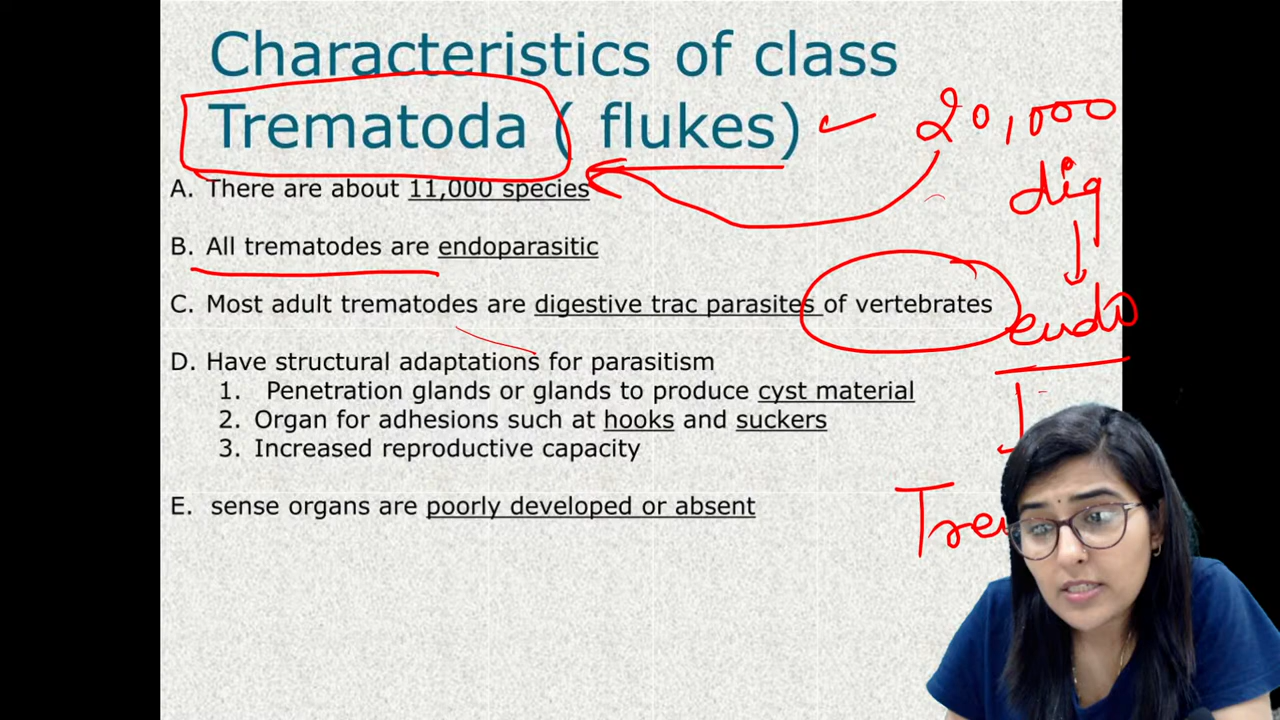 Characteristics of class
Trematoda ( flukes)
20,000
dig
A. There are about 11,000 species
B. All trematodes are endoparasitic
C. Most adult trematodes are digestive trac parasites of vertebrates
endo
D. Have structural adaptations for parasitism
1. Penetration glands or glands to produce cyst material
2. Organ for adhesions such at hooks and suckers
3. Increased reproductive capacity
E. sense organs are poorly developed or absent